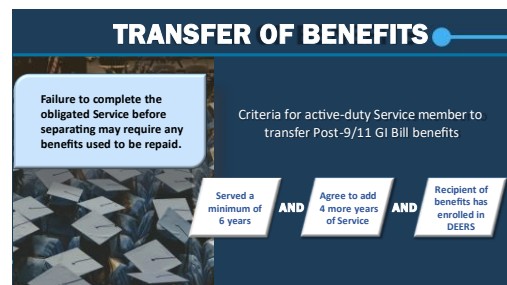 TRANSFER OF BENEFITS
Failure to complete the
obligated Service before
separating may require any
benefits used to be repaid.
Criteria for active-duty Service member to
transfer Post-9/11 GI Bill benefits
Served a
minimum of
6 years
AND
Agree to add
4 more years
of Service
AND
Recipient of
benefits has
enrolled in
DEERS